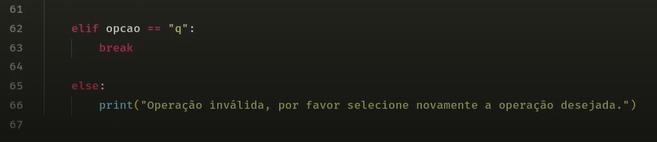 61
62 elif opcao == "q":
63 break
64
65 else:
66 print("Operação inválida, por favor selecione novamente a operação desejada.")
67